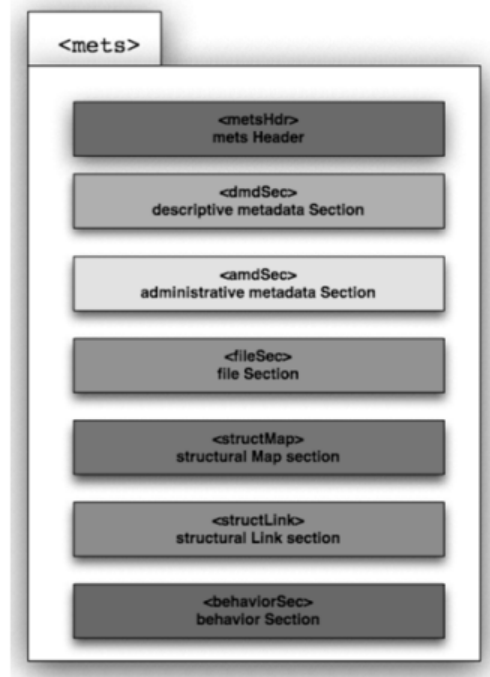 <mets>
<metsHdr>
mets Header
<dmdSec>
descriptive metadata Section
<amdSec>
administrative metadata Section
<fileSec>
file Section
<structMap>
structural Map section
<structLink>
structural Link section
<behaviorSec>
behavior Section